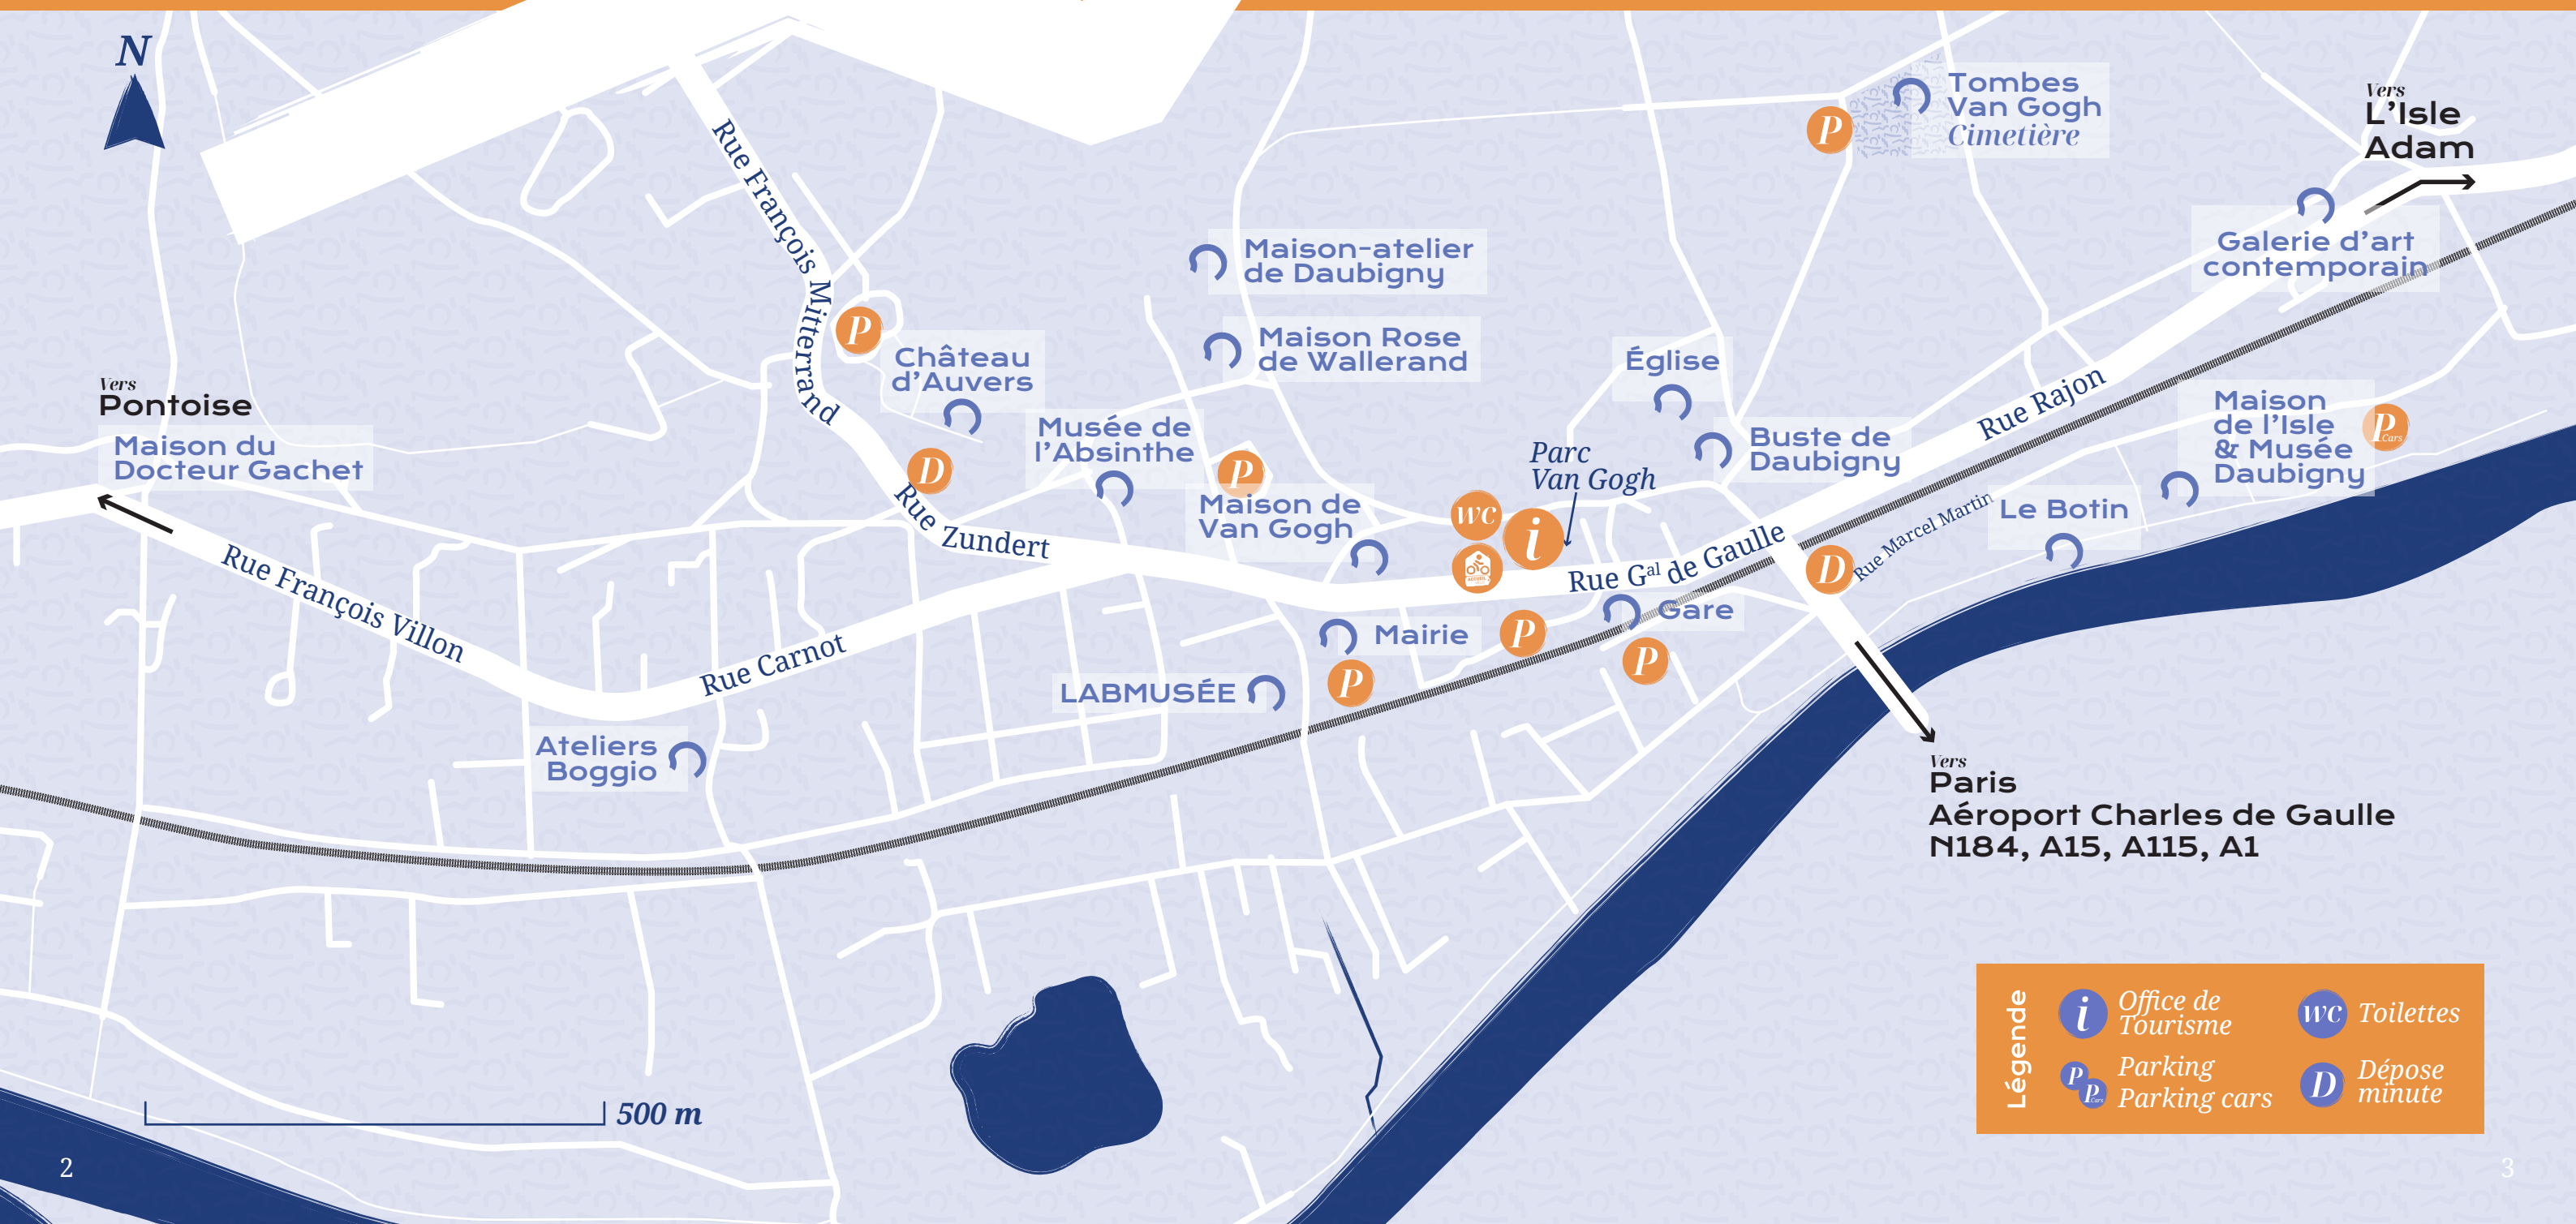 N
Rue François Mitterrand
P
Château
d'Auvers
D
Rue Zundert
Vers
Pontoise
Maison du
Docteur Gachet
Rue François Villon
Rue Carnot
Ateliers
Boggio
Musée de
l'Absinthe
Maison-atelier
de Daubigny
Maison Rose
de Wallerand
P
Maison de
Van Gogh
WC
i
Parc
Van Gogh
Église
Buste de
Daubigny
P
Tombes
Van Gogh
Cimetière
Vers
L'Isle
Adam
Galerie d'art
contemporain
Rue Rajon
Rue Gal de Gaulle
Rue Marcel Martin
D
Le Botin
Maison
de l'Isle
& Musée
Daubigny
P
Cars
Gare
P
P
Mairie
P
LABMUSÉE
Vers
Paris
Aéroport Charles de Gaulle
N184, A15, A115, A1
500 m
Légende
i
Office de
Tourisme
WC
Toilettes
P
Parking
P
Cars
Parking cars
D
Dépose
minute
2
3